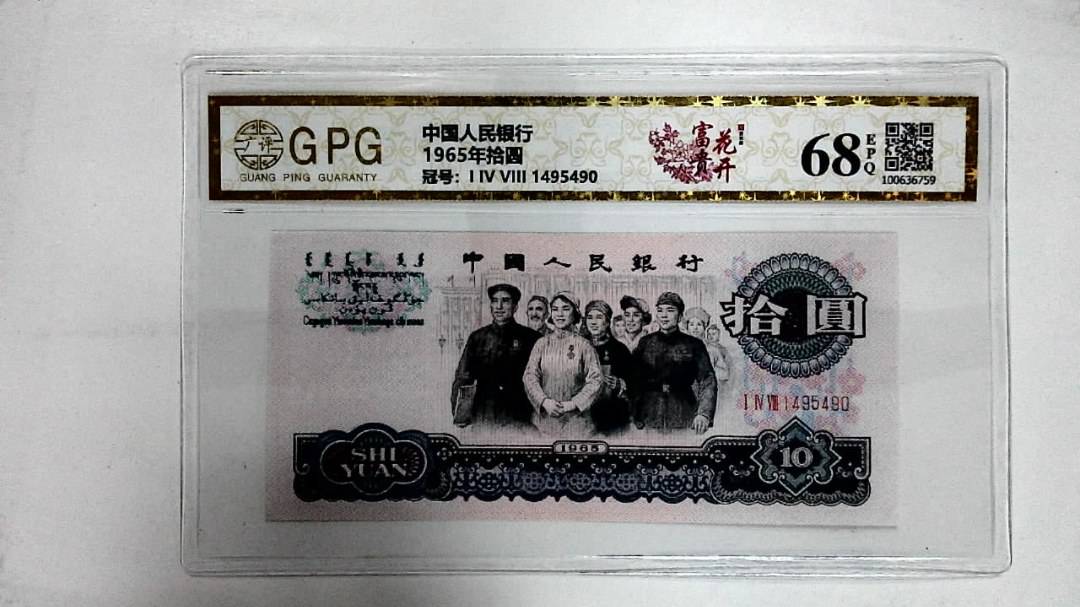 广评
GPG
GUANG PING GUARANTY
中国人民银行
1965年拾圆
冠号: I IV VIII 1495490
花开
富贵
68
EPQ
100636759
中國人民銀行
拾圓
I IV VIII 1495490
SHI
YUAN
1965
10